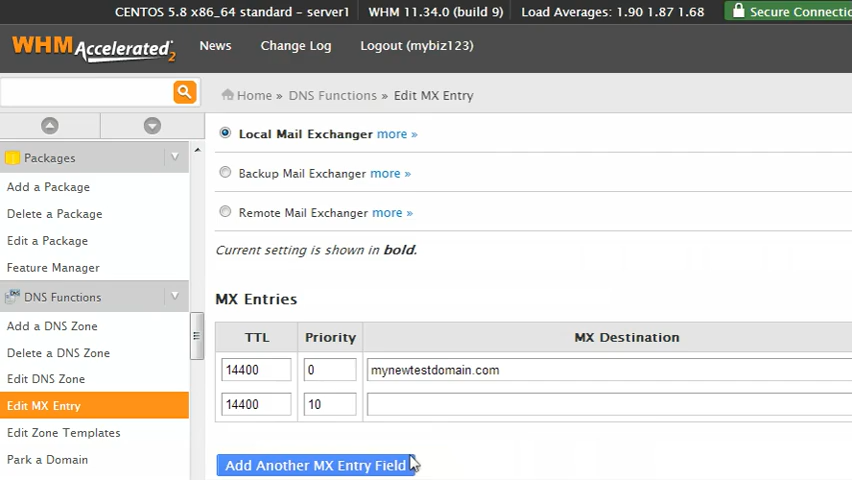 CENTOS 5.8 x86_64 standard - server1 WHM 11.34.0 (build 9) Load Averages: 1.90 1.87 1.68 Secure Connectio
WHM Accelerated 2 News Change Log Logout (mybiz123)
Home » DNS Functions » Edit MX Entry
Local Mail Exchanger more »
Packages
Backup Mail Exchanger more »
Add a Package
Delete a Package
Remote Mail Exchanger more »
Edit a Package
Current setting is shown in bold.
Feature Manager
DNS Functions
MX Entries
Add a DNS Zone
TTL Priority MX Destination
Delete a DNS Zone
14400 0 mynewtestdomain.com
Edit DNS Zone
Edit MX Entry
14400 10
Edit Zone Templates
Park a Domain
Add Another MX Entry Field